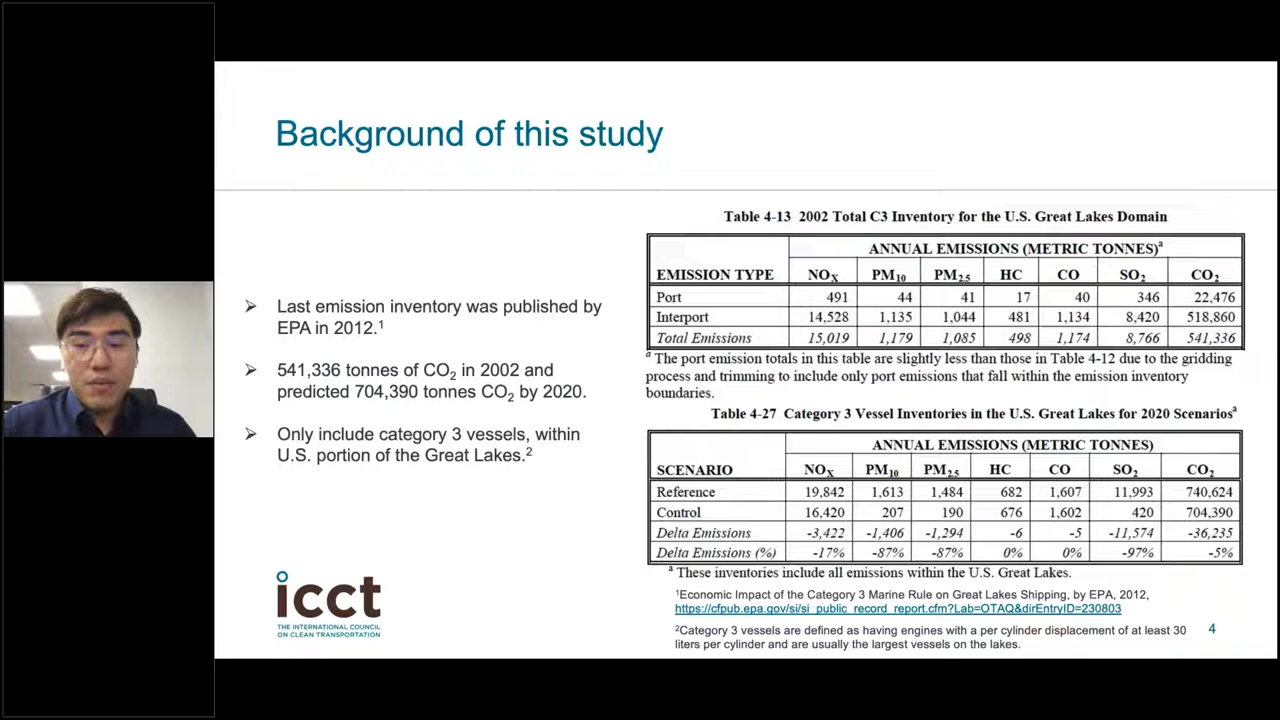 Background of this study
➢ Last emission inventory was published by
EPA in 2012.¹
➢ 541,336 tonnes of CO₂ in 2002 and
predicted 704,390 tonnes CO₂ by 2020.
➢ Only include category 3 vessels, within
U.S. portion of the Great Lakes.²
icct
THE INTERNATIONAL COUNCIL
ON CLEAN TRANSPORTATION
Table 4-13 2002 Total C3 Inventory for the U.S. Great Lakes Domain
ANNUAL EMISSIONS (METRIC TONNES)ᵃ
EMISSION TYPE NOX PM10 PM2.5 HC CO SO2 CO2
Port 491 44 41 17 40 346 22,476
Interport 14,528 1,135 1,044 481 1,134 8,420 518,860
Total Emissions 15,019 1,179 1,085 498 1,174 8,766 541,336
ᵃ The port emission totals in this table are slightly less than those in Table 4-12 due to the gridding
process and trimming to include only port emissions that fall within the emission inventory
boundaries.
Table 4-27 Category 3 Vessel Inventories in the U.S. Great Lakes for 2020 Scenariosᵃ
ANNUAL EMISSIONS (METRIC TONNES)
SCENARIO NOX PM10 PM2.5 HC CO SO2 CO2
Reference 19,842 1,613 1,484 682 1,607 11,993 740,624
Control 16,420 207 190 676 1,602 420 704,390
Delta Emissions -3,422 -1,406 -1,294 -6 -5 -11,574 -36,235
Delta Emissions (%) -17% -87% -87% 0% 0% -97% -5%
ᵃ These inventories include all emissions within the U.S. Great Lakes.
¹Economic Impact of the Category 3 Marine Rule on Great Lakes Shipping, by EPA, 2012,
https://cfpub.epa.gov/si/si_public_record_report.cfm?Lab=OTAQ&dirEntryID=230803
²Category 3 vessels are defined as having engines with a per cylinder displacement of at least 30
liters per cylinder and are usually the largest vessels on the lakes.
4